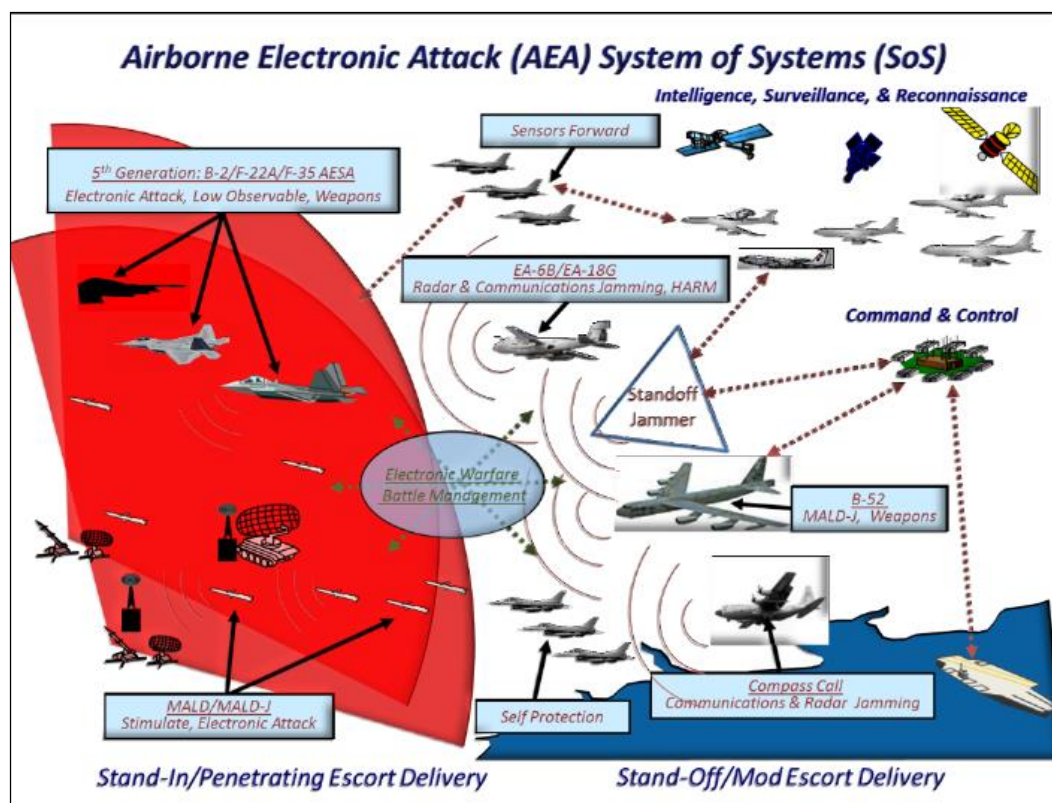 Airborne Electronic Attack (AEA) System of Systems (SoS)
Intelligence, Surveillance, & Reconnaissance
Sensors Forward
5th Generation: B-2/F-22A/F-35 AESA
Electronic Attack, Low Observable, Weapons
EA-6B/EA-18G
Radar & Communications Jamming, HARM
Command & Control
Standoff
Jammer
Electronic Warfare
Battle Management
B-52
MALD-J, Weapons
MALD/MALD-J
Stimulate, Electronic Attack
Self Protection
Compass Call
Communications & Radar Jamming
Stand-In/Penetrating Escort Delivery
Stand-Off/Mod Escort Delivery